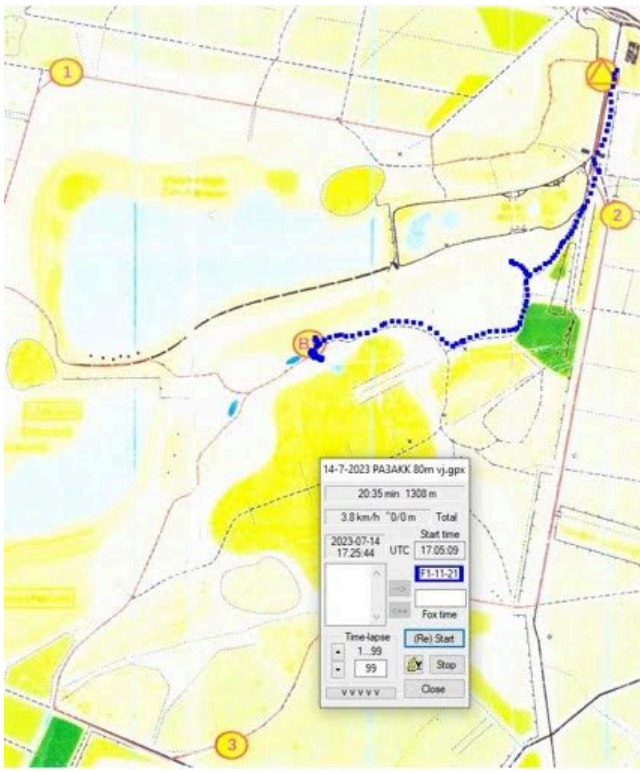 1
2
B
14-7-2023 PA3AKK 80m vj.gpx
20:35 min 1308 m
3.8 km/h ^0/0 m Total
Start time
2023-07-14
17.25.44 UTC 17.05.09
F1-11-21
-->
<--
Fox time
Time-lapse
1...99
99
(Re) Start
Stop
v v v v v
Close
3